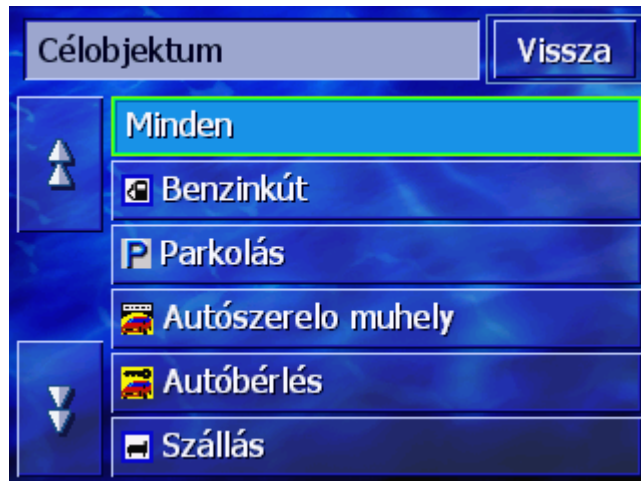 Célobjektum
Vissza
Minden
Benzinkút
P Parkolás
Autószerelo muhely
Autóbérlés
Szállás